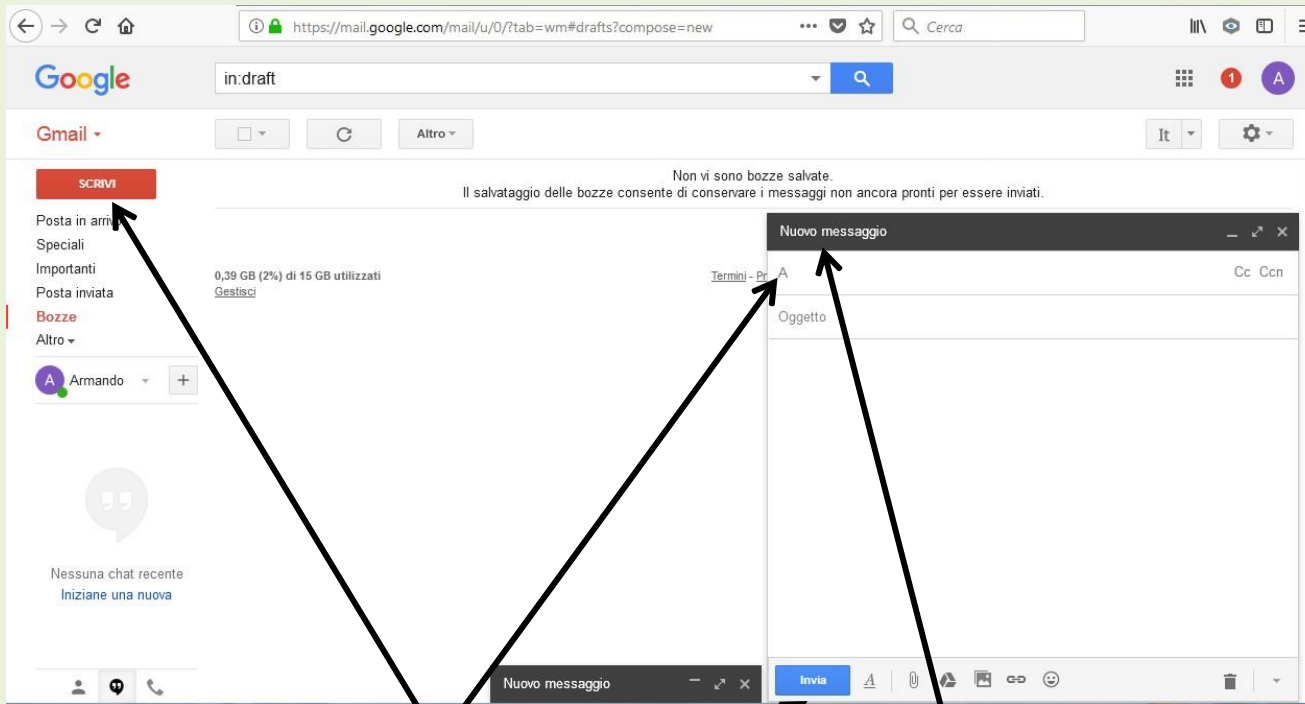 https://mail.google.com/mail/u/0/?tab=wm#drafts?compose=new
Cerca
Google
in:draft
1
A
Gmail
Altro
It
SCRIVI
Non vi sono bozze salvate.
Il salvataggio delle bozze consente di conservare i messaggi non ancora pronti per essere inviati.
Posta in arrivo
Speciali
Importanti
Posta inviata
Bozze
Altro
0,39 GB (2%) di 15 GB utilizzati
Gestisci
Termini - Pr
Nuovo messaggio
A
Cc Ccn
Oggetto
A Armando
Nessuna chat recente
Iniziane una nuova
Nuovo messaggio
Invia
A